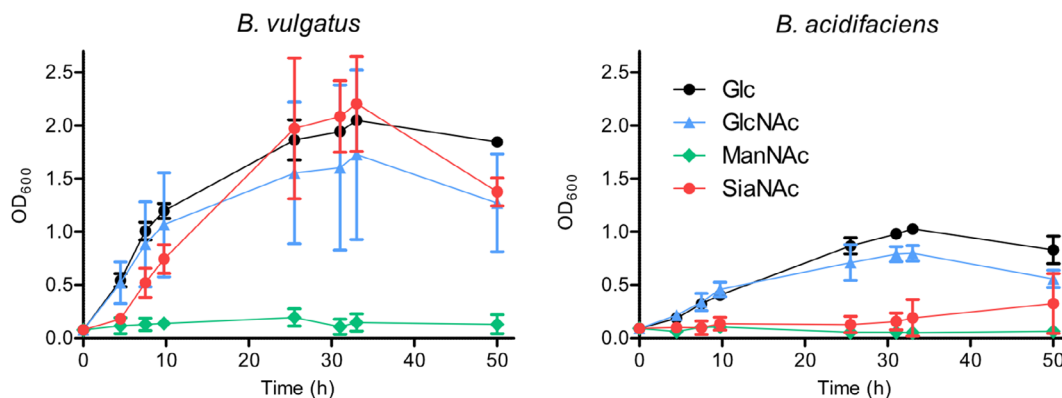 B. vulgatus
2.5
2.0
1.5
1.0
0.5
0.0
OD600
0 10 20 30 40 50
Time (h)
B. acidifaciens
2.5
2.0
1.5
1.0
0.5
0.0
OD600
Glc
GlcNAc
ManNAc
SiaNAc
0 10 20 30 40 50
Time (h)